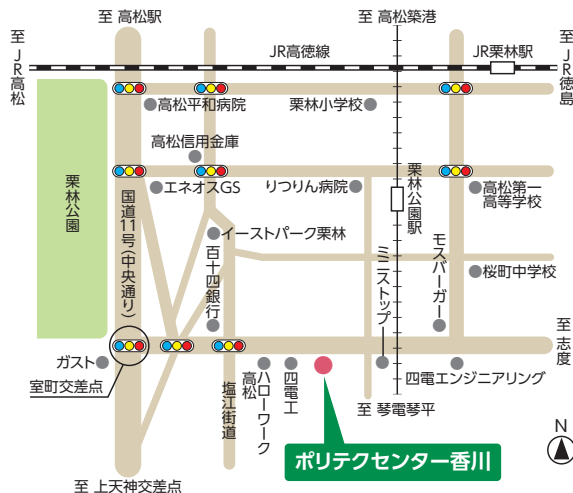 至 高松駅
至 高松築港
至 JR高松
JR高徳線
JR栗林駅
至 JR徳島
高松平和病院
栗林小学校
高松信用金庫
栗林公園
エネオスGS
りつりん病院
栗林公園駅
高松第一
高等学校
国道11号(中央通り)
イーストパーク栗林
百十四銀行
ミニストップ
モスバーガー
桜町中学校
至 志度
ガスト
室町交差点
塩江街道
ハローワーク
高松
四電工
四電エンジニアリング
至 琴電琴平
ポリテクセンター香川
N
至 上天神交差点